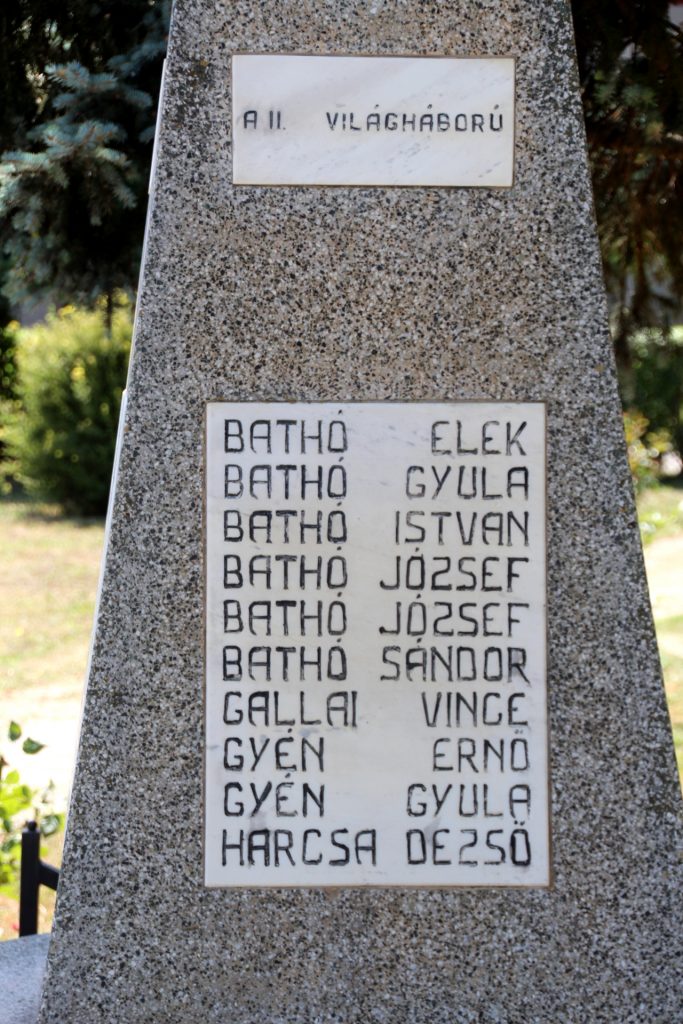 A II. VILÁGHÁBORÚ
BATHÓ ELEK
BATHÓ GYULA
BATHÓ ISTVAN
BATHÓ JÓZSEF
BATHÓ JÓZSEF
BATHÓ SÁNDOR
GALLAI VINCE
GYÉN ERNŐ
GYÉN GYULA
HARCSA DEZSŐ